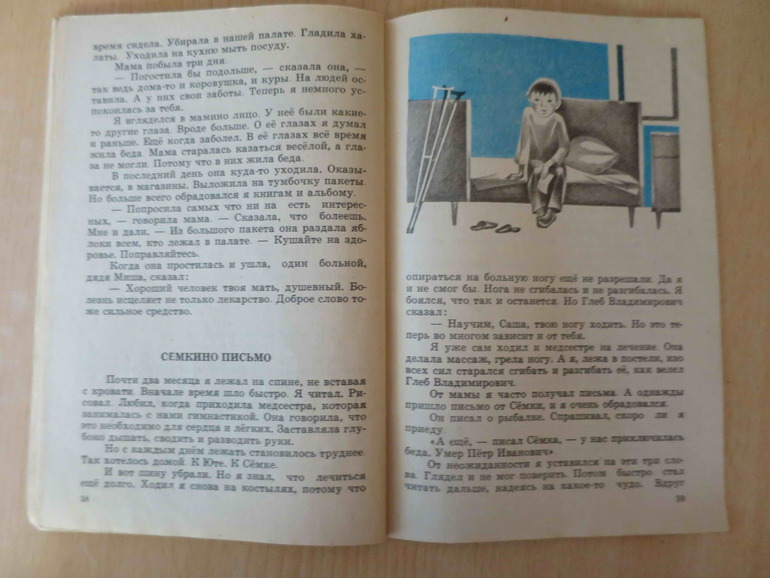 время сидела. Убирала в нашей палате. Гладила ха-
латы. Уходила на кухню мыть посуду.
Мама побыла три дня.
— Погостила бы подольше, — сказала она, —
так ведь дома-то и коровушка, и куры. На людей ос-
тавила. А у них свои заботы. Теперь я немного ус-
покоилась за тебя.
Я вгляделся в мамино лицо. У неё были какие-
то другие глаза. Вроде больше. О её глазах я думал
и раньше. Ещё когда заболел. В её глазах всё время
жила беда. Мама старалась казаться весёлой, а гла-
за не могли. Потому что в них жила беда.
В последний день она куда-то уходила. Оказы-
вается, в магазины. Выложила на тумбочку пакеты.
Но больше всего обрадовался я книгам и альбому.
— Попросила самых что ни на есть интерес-
ных, — говорила мама. — Сказала, что болеешь.
Мне и дали. — Из большого пакета она раздала яб-
локи всем, кто лежал в палате. — Кушайте на здо-
ровье. Поправляйтесь.
Когда она простилась и ушла, один больной,
дядя Миша, сказал:
— Хороший человек твоя мать, душевный. Бо-
лезнь исцеляет не только лекарство. Доброе слово то-
же сильное средство.
СЕМКИНО ПИСЬМО
Почти два месяца я лежал на спине, не вставая
с кровати. Вначале время шло быстро. Я читал. Ри-
совал. Любил, когда приходила медсестра, которая
занималась с нами гимнастикой. Она говорила, что
это необходимо для сердца и лёгких. Заставляла глу-
боко дышать, сводить и разводить руки.
Но с каждым днём лежать становилось труднее.
Так хотелось домой. К Юте. К Сёмке.
И вот шину убрали. Но я знал, что лечиться
ещё долго. Ходил я снова на костылях, потому что
38
опираться на больную ногу ещё не разрешали. Да я
и не смог бы. Нога не сгибалась и не разгибалась. Я
боялся, что так и останется. Но Глеб Владимирович
сказал:
— Научим, Саша, твою ногу ходить. Но это те-
перь во многом зависит и от тебя.
Я уже сам ходил к медсестре на лечение. Она
делала массаж, грела ногу. А я, лёжа в постели, изо
всех сил старался сгибать и разгибать её, как велел
Глеб Владимирович.
От мамы я часто получал письма. А однажды
пришло письмо от Сёмки, и я очень обрадовался.
Он писал о рыбалке. Спрашивал, скоро ли я
приеду.
«А ещё, — писал Сёмка, — у нас приключилась
беда. Умер Пётр Иванович».
От неожиданности я уставился на эти три сло-
ва. Глядел и не мог поверить. Потом быстро стал
читать дальше, надеясь на какое-то чудо. Вдруг
39